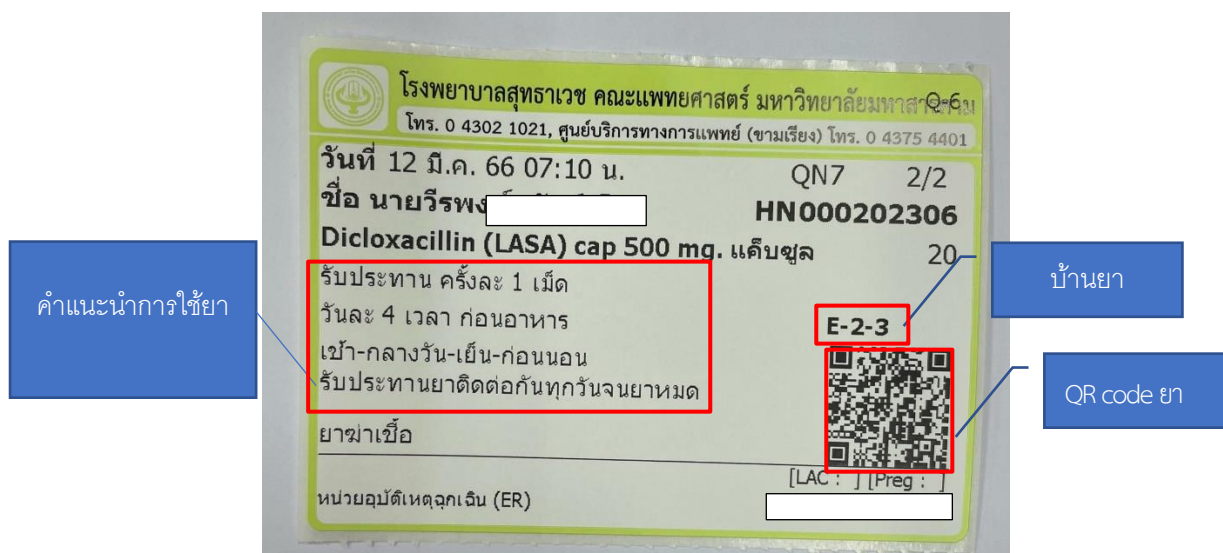 โรงพยาบาลสุทธาเวช คณะแพทยศาสตร์ มหาวิทยาลัยมหาสารคาม
Q-6
โทร. 0 4302 1021, ศูนย์บริการทางการแพทย์ (ขามเรียง) โทร. 0 4375 4401
วันที่ 12 มี.ค. 66 07:10 น. QN7 2/2
ชื่อ นายวีรพง HN000202306
Dicloxacillin (LASA) cap 500 mg. แค็บซูล 20
รับประทาน ครั้งละ 1 เม็ด
วันละ 4 เวลา ก่อนอาหาร
เช้า-กลางวัน-เย็น-ก่อนนอน
รับประทานยาติดต่อกันทุกวันจนยาหมด
E-2-3
ยาฆ่าเชื้อ
[LAC : ] [Preg : ]
หน่วยอุบัติเหตุฉุกเฉิน (ER)
คำแนะนำการใช้ยา
บ้านยา
QR code ยา